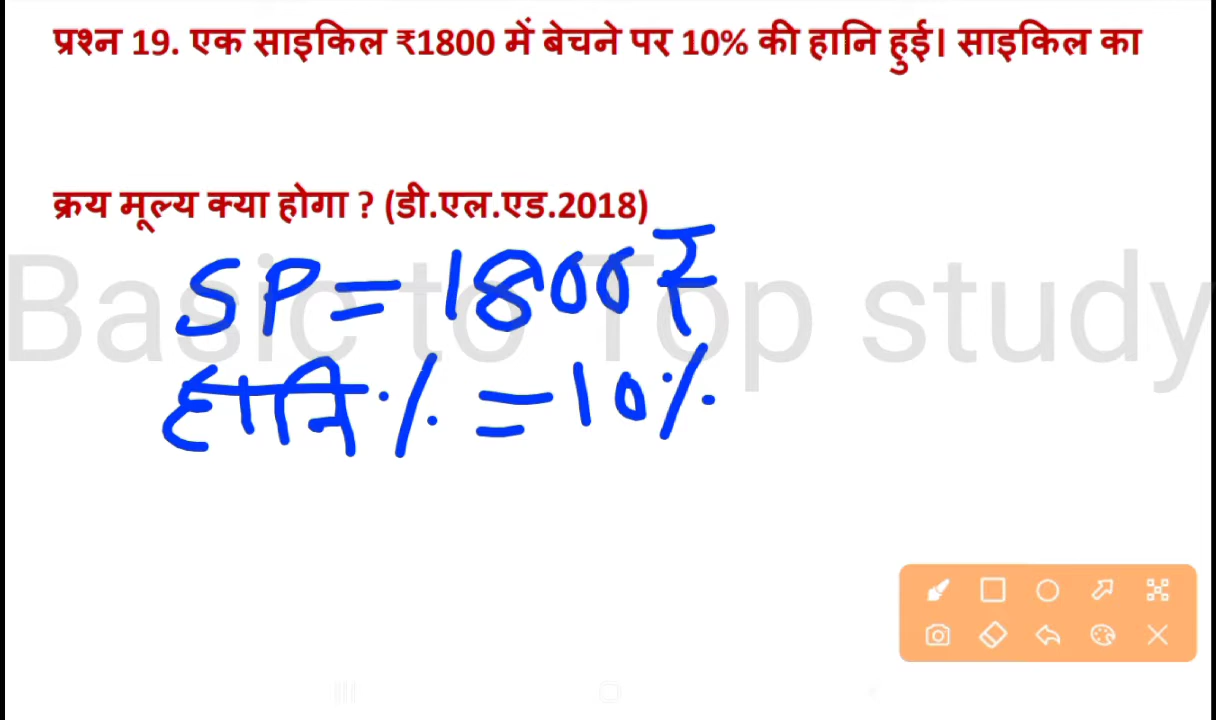 प्रश्न 19. एक साइकिल ₹1800 में बेचने पर 10% की हानि हुई। साइकिल का
क्रय मूल्य क्या होगा ? (डी.एल.एड.2018)
SP = 1800₹
Basic to Top study
हानि % = 10%